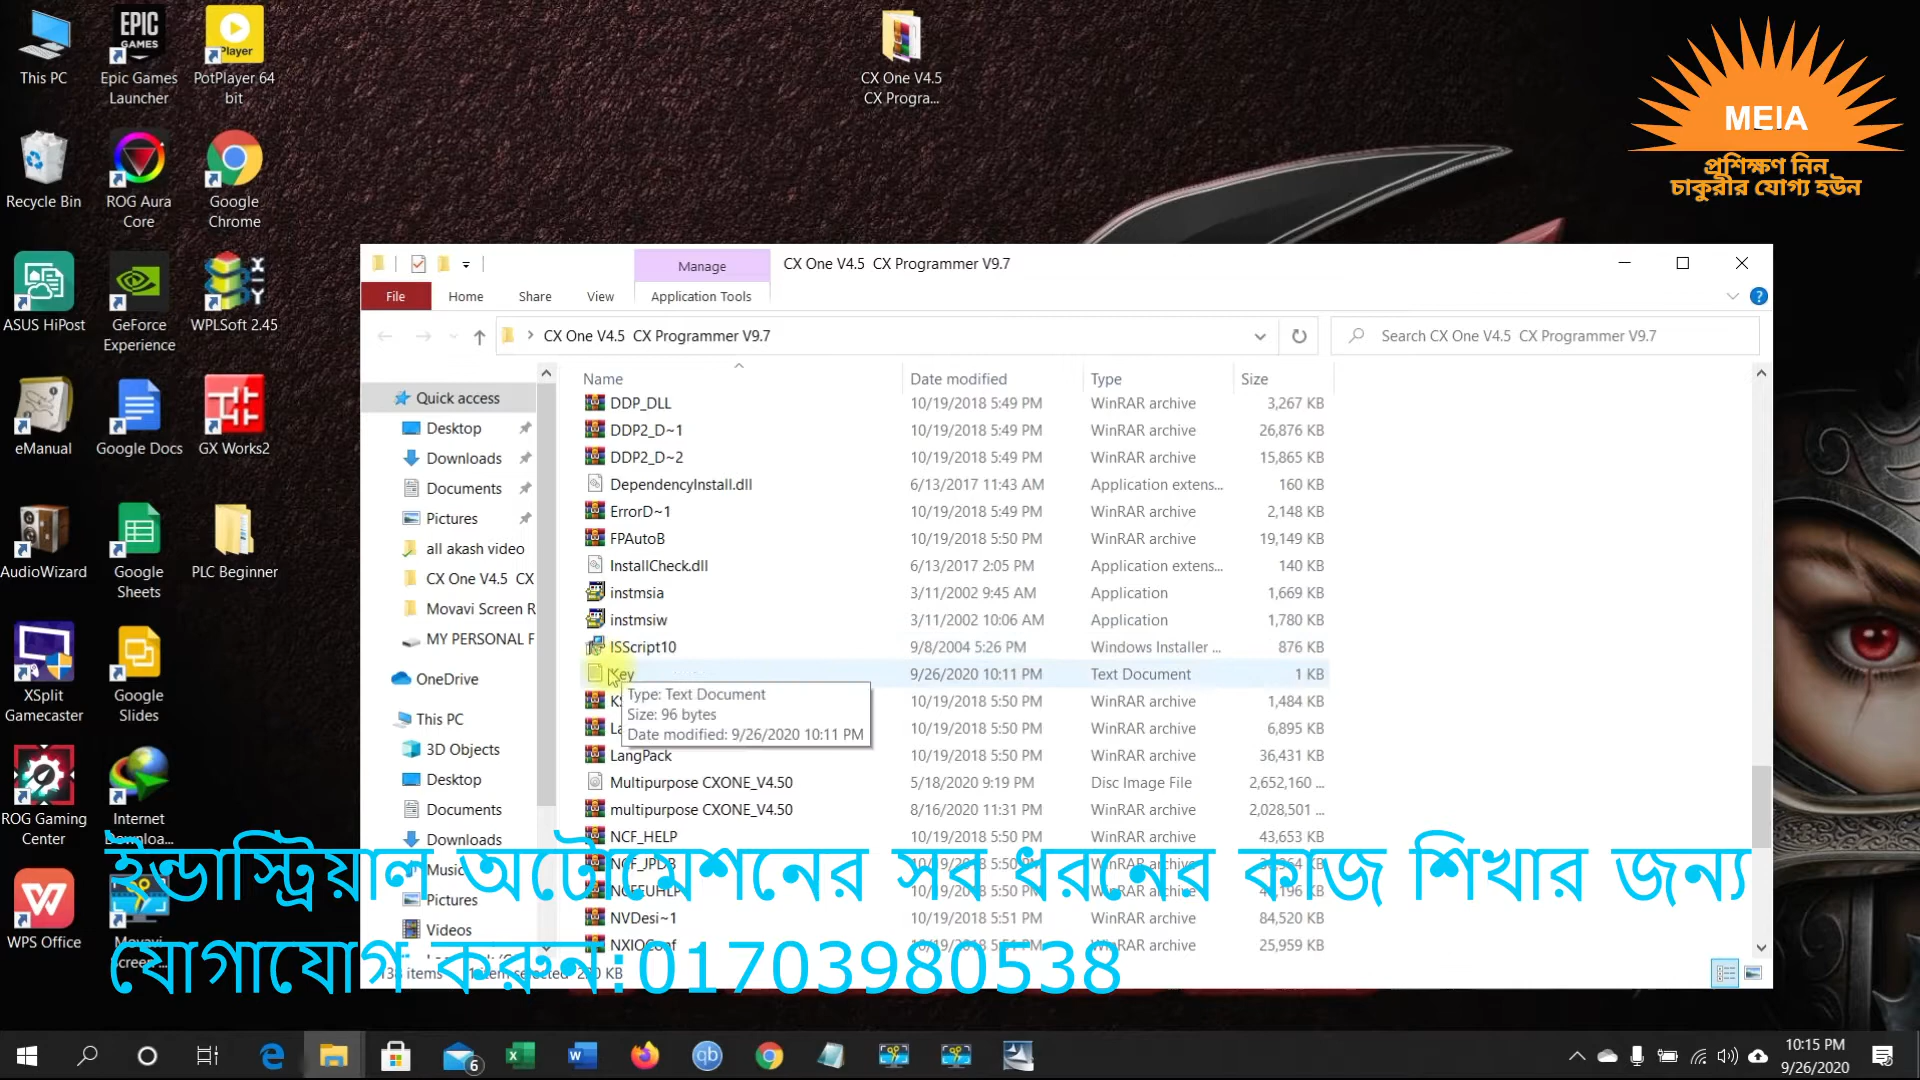 This PC
Epic Games Launcher
PotPlayer 64 bit
CX One V4.5 CX Progra...
MEIA
প্রশিক্ষণ নিন
চাকুরীর যোগ্য হউন
Recycle Bin
ROG Aura Core
Google Chrome
ASUS HiPost
GeForce Experience
WPLSoft 2.45
eManual
Google Docs
GX Works2
AudioWizard
Google Sheets
PLC Beginner
XSplit Gamecaster
Google Slides
ROG Gaming Center
Internet Downloa...
WPS Office
Movavi Screen ...
Manage
CX One V4.5 CX Programmer V9.7
File Home Share View Application Tools
CX One V4.5 CX Programmer V9.7
Search CX One V4.5 CX Programmer V9.7
Quick access
Desktop
Downloads
Documents
Pictures
all akash video
CX One V4.5 CX
Movavi Screen R
MY PERSONAL F
OneDrive
This PC
3D Objects
Desktop
Documents
Downloads
Music
Pictures
Videos
Name Date modified Type Size
DDP_DLL 10/19/2018 5:49 PM WinRAR archive 3,267 KB
DDP2_D~1 10/19/2018 5:49 PM WinRAR archive 26,876 KB
DDP2_D~2 10/19/2018 5:49 PM WinRAR archive 15,865 KB
DependencyInstall.dll 6/13/2017 11:43 AM Application extens... 160 KB
ErrorD~1 10/19/2018 5:49 PM WinRAR archive 2,148 KB
FPAutoB 10/19/2018 5:50 PM WinRAR archive 19,149 KB
InstallCheck.dll 6/13/2017 2:05 PM Application extens... 140 KB
instmsia 3/11/2002 9:45 AM Application 1,669 KB
instmsiw 3/11/2002 10:06 AM Application 1,780 KB
ISScript10 9/8/2004 5:26 PM Windows Installer ... 876 KB
Key 9/26/2020 10:11 PM Text Document 1 KB
10/19/2018 5:50 PM WinRAR archive 1,484 KB
10/19/2018 5:50 PM WinRAR archive 6,895 KB
Type: Text Document
Size: 96 bytes
Date modified: 9/26/2020 10:11 PM
LangPack 10/19/2018 5:50 PM WinRAR archive 36,431 KB
Multipurpose CXONE_V4.50 5/18/2020 9:19 PM Disc Image File 2,652,160 ...
multipurpose CXONE_V4.50 8/16/2020 11:31 PM WinRAR archive 2,028,501 ...
NCF_HELP 10/19/2018 5:50 PM WinRAR archive 43,653 KB
NVDesi~1 10/19/2018 5:51 PM WinRAR archive 84,520 KB
NXIOConf 10/19/2018 5:51 PM WinRAR archive 25,959 KB
ইন্ডাস্ট্রিয়াল অটোমেশনের সব ধরনের কাজ শিখার জন্য
যোগাযোগ করুন:01703980538
10:15 PM
9/26/2020